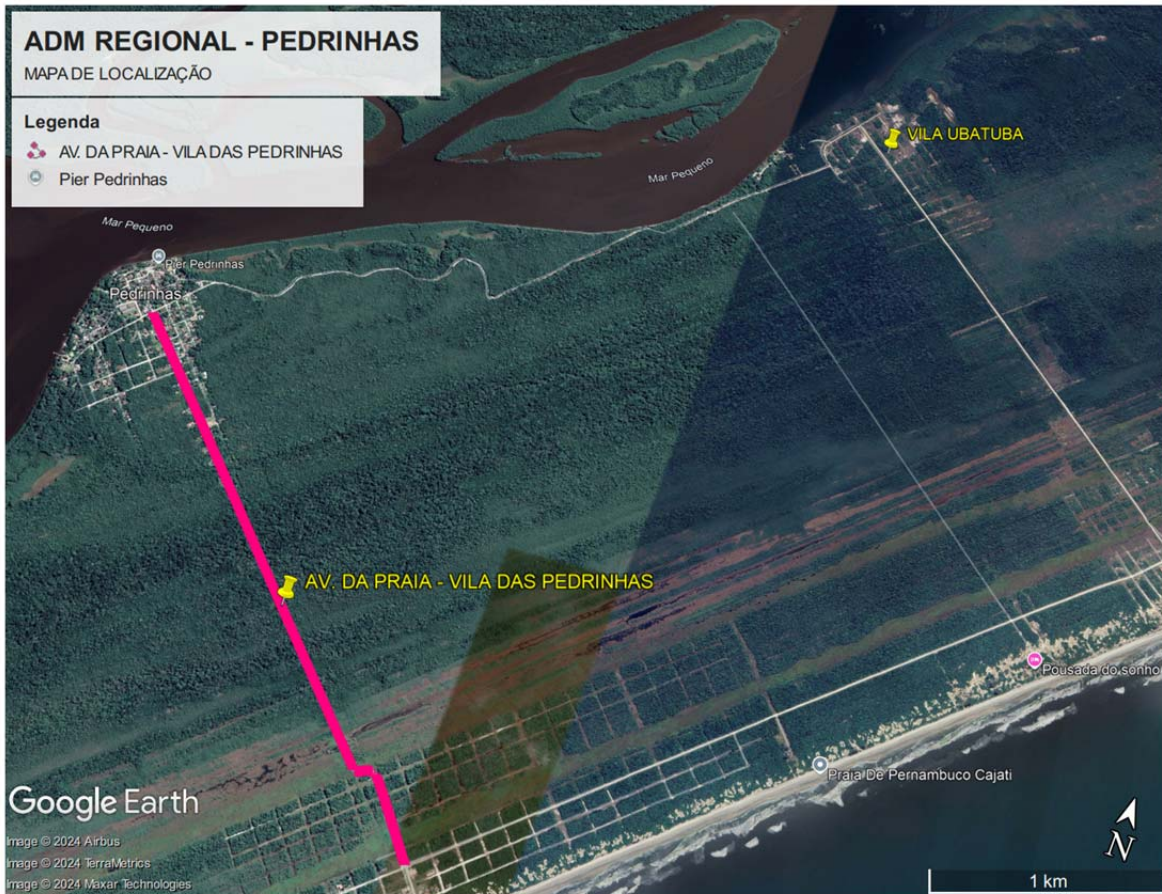 ADM REGIONAL - PEDRINHAS
MAPA DE LOCALIZAÇÃO
Legenda
AV. DA PRAIA - VILA DAS PEDRINHAS
Pier Pedrinhas
VILA UBATUBA
Mar Pequeno
Mar Pequeno
Pier Pedrinhas
Pedrinhas
AV. DA PRAIA - VILA DAS PEDRINHAS
Pousada do sonho
Praia De Pernambuco Cajati
Google Earth
Image © 2024 Airbus
Image © 2024 TerraMetrics
Image © 2024 Maxar Technologies
N
1 km